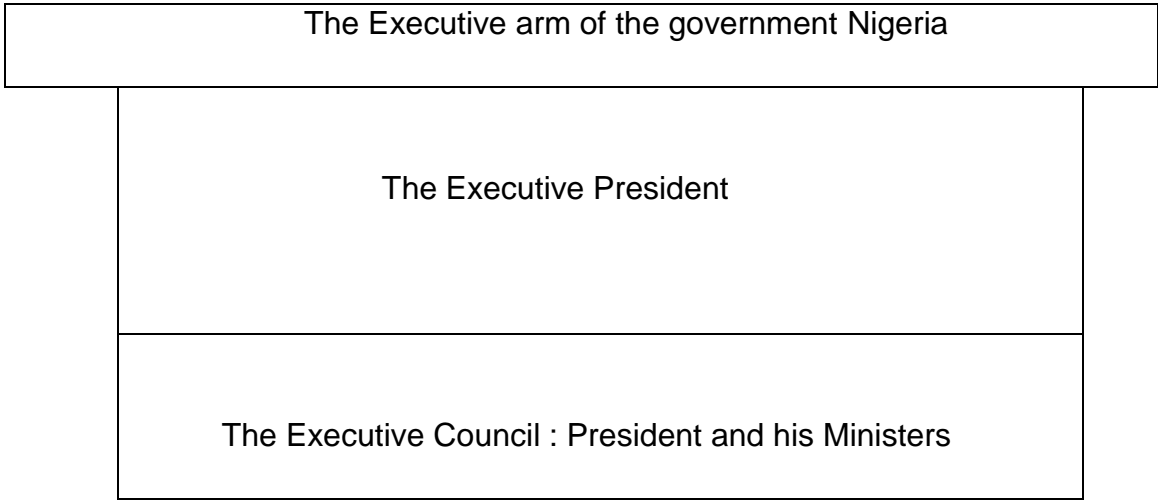 The Executive arm of the government Nigeria
The Executive President
The Executive Council : President and his Ministers